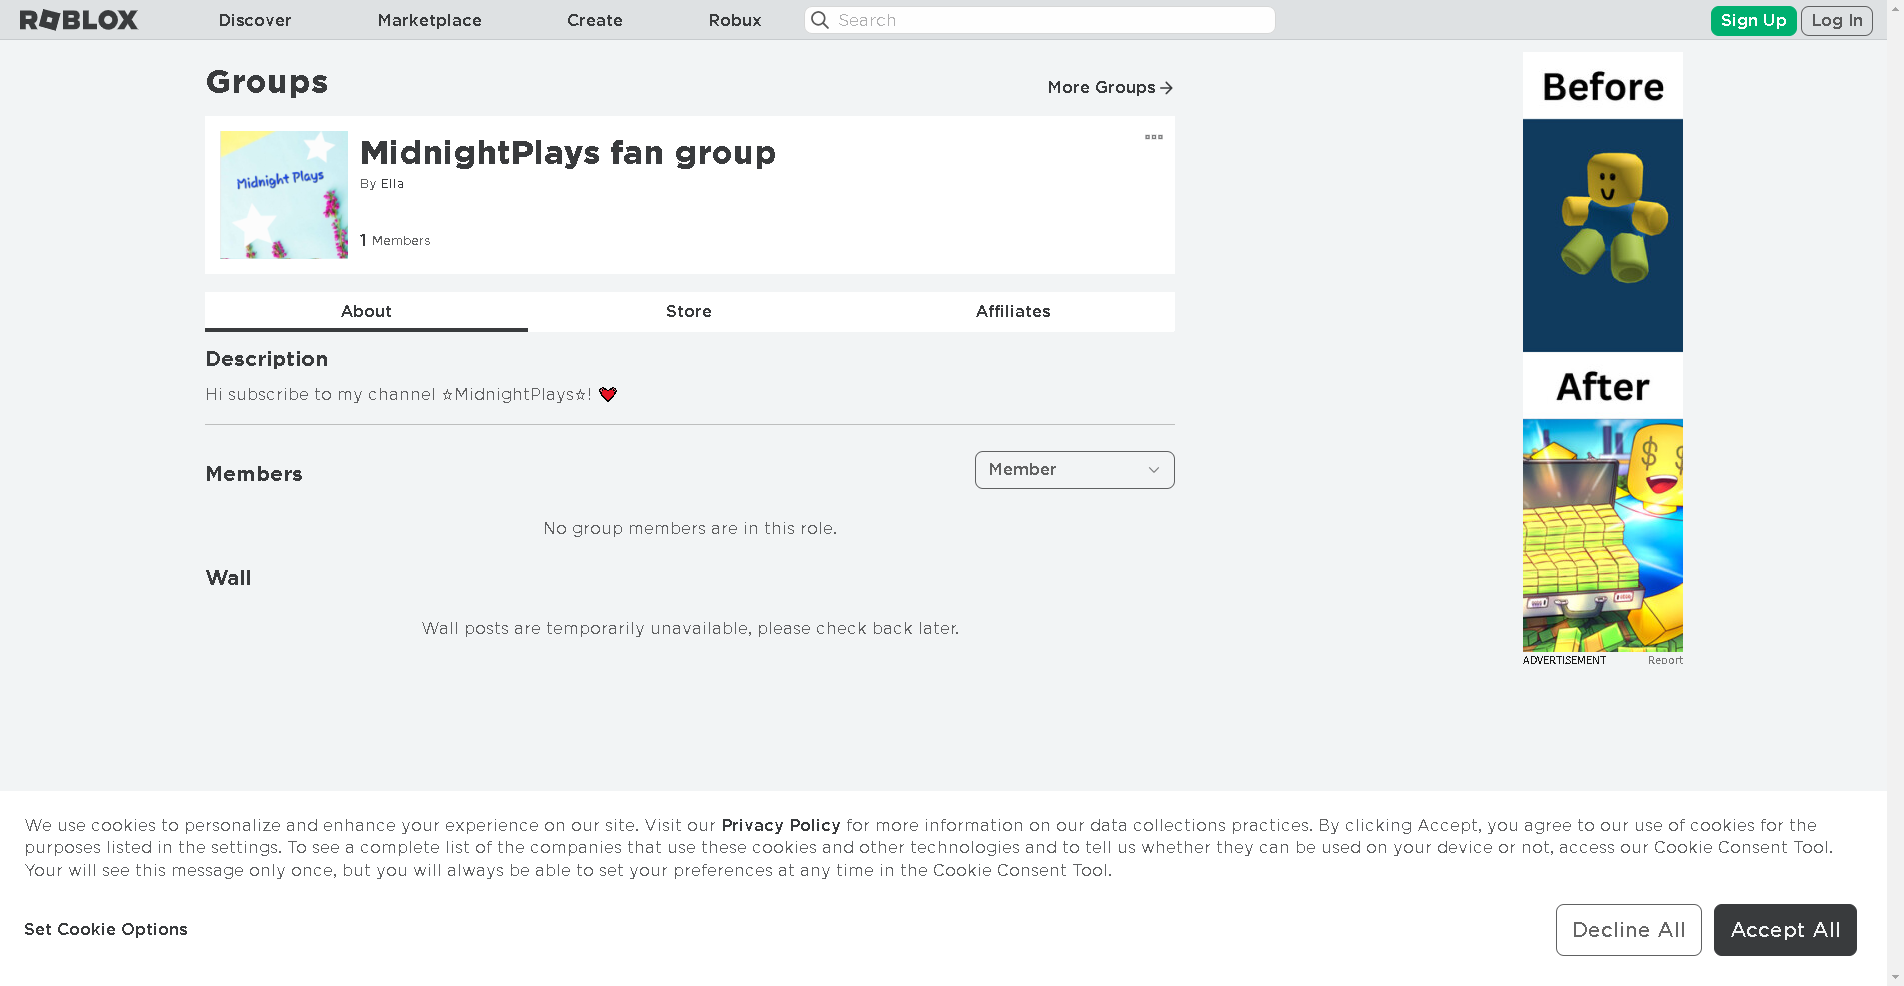 ROBLOX
Discover
Marketplace
Create
Robux
Search
Sign Up
Log In
Groups
More Groups
Midnight Plays
MidnightPlays fan group
By Ella
1 Members
About
Store
Affiliates
Description
Hi subscribe to my channel ☆MidnightPlays☆! ❤️
Members
Member
No group members are in this role.
Wall
Wall posts are temporarily unavailable, please check back later.
Before
After
ADVERTISEMENT
Report
We use cookies to personalize and enhance your experience on our site. Visit our Privacy Policy for more information on our data collections practices. By clicking Accept, you agree to our use of cookies for the
purposes listed in the settings. To see a complete list of the companies that use these cookies and other technologies and to tell us whether they can be used on your device or not, access our Cookie Consent Tool.
Your will see this message only once, but you will always be able to set your preferences at any time in the Cookie Consent Tool.
Set Cookie Options
Decline All
Accept All